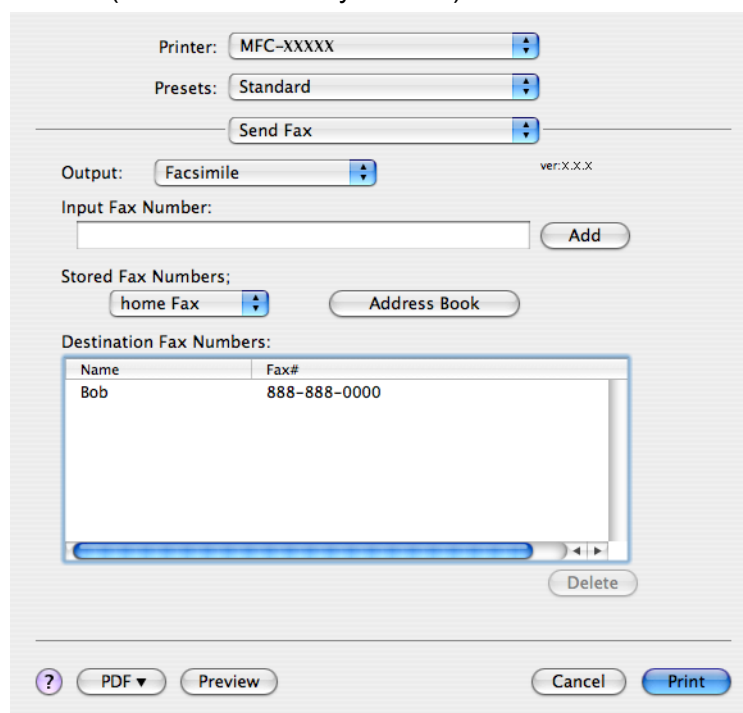 Printer: MFC-XXXXX
Presets: Standard
Send Fax
Output: Facsimile ver:X.X.X
Input Fax Number:
Add
Stored Fax Numbers;
home Fax Address Book
Destination Fax Numbers:
Name Fax#
Bob 888-888-0000
Delete
? PDF ▼ Preview Cancel Print